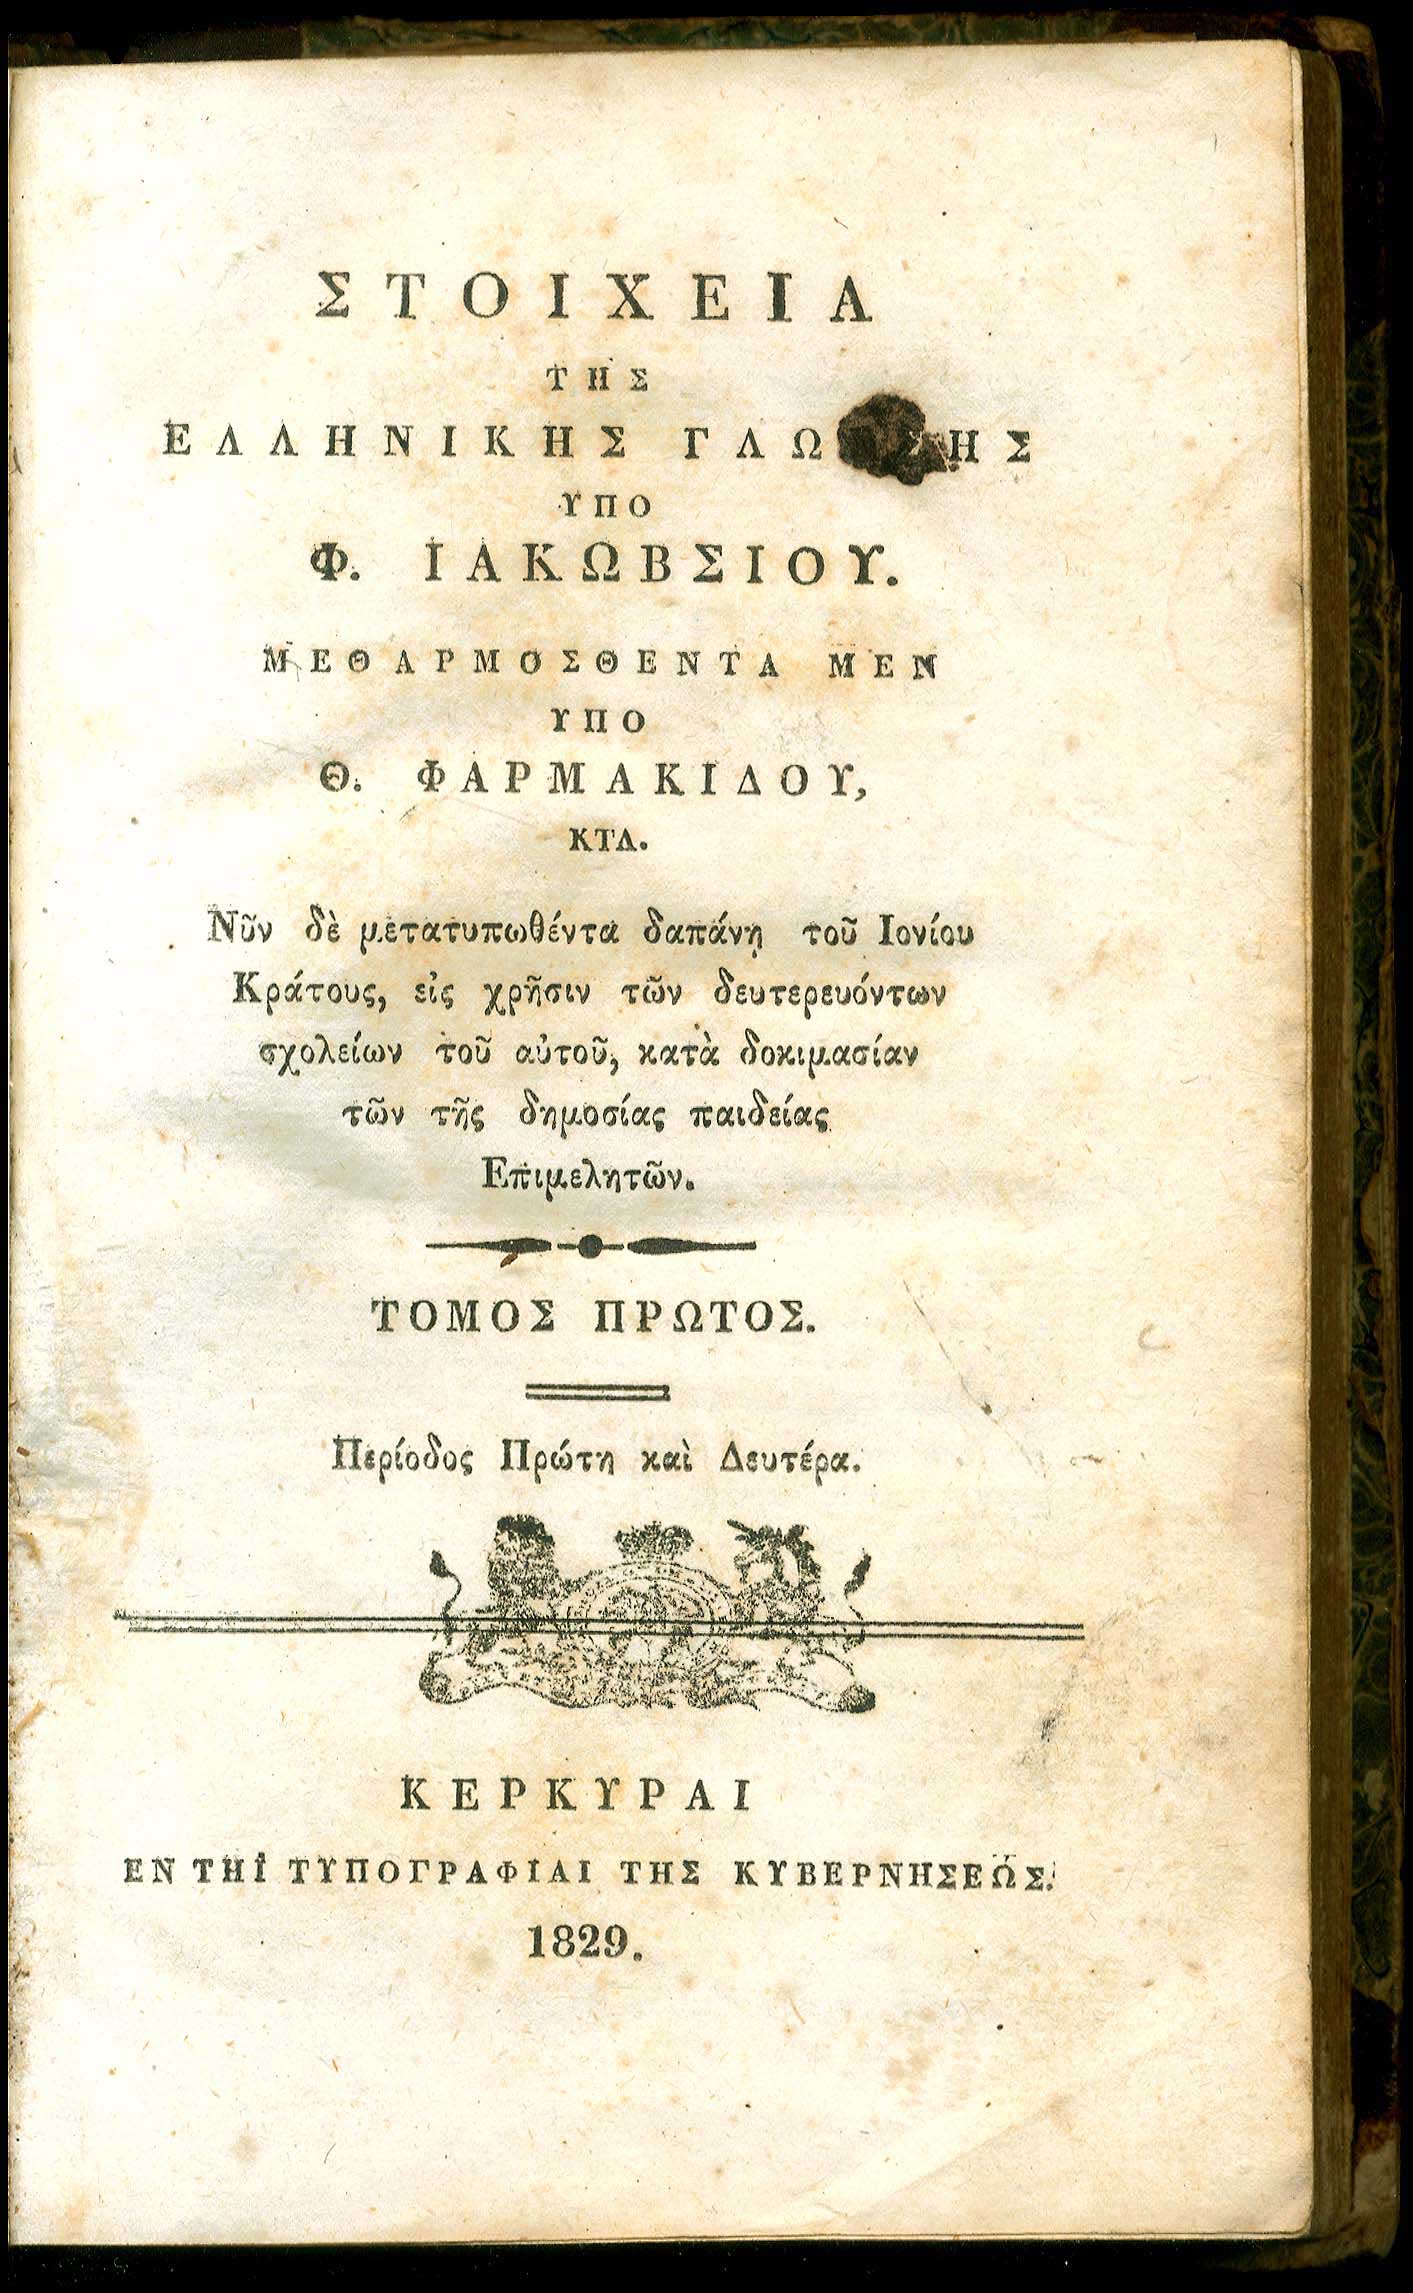 ΣΤΟΙΧΕΙΑ
ΤΗΣ
ΕΛΛΗΝΙΚΗΣ
ΥΠΟ
Φ. ΙΑΚΩΒΣΙΟΥ.
ΜΕΘΑΡΜΟΣΘΕΝΤΑ ΜΕΝ
ΥΠΟ
Θ. ΦΑΡΜΑΚΙΔΟΥ,
ΚΤΛ.
Νῦν δὲ μετατυπωθέντα δαπάνῃ τοῦ Ιονίου
Κράτους, εἰς χρῆσιν τῶν δευτερευόντων
σχολείων τοῦ αὐτοῦ, κατὰ δοκιμασίαν
τῶν τῆς δημοσίας παιδείας
Επιμελητῶν.
ΤΟΜΟΣ ΠΡΩΤΟΣ.
Περίοδος Πρώτη καὶ Δευτέρα.
ΚΕΡΚΥΡΑΙ
ΕΝ ΤΗΙ ΤΥΠΟΓΡΑΦΙΑΙ ΤΗΣ ΚΥΒΕΡΝΗΣΕΩΣ.
1829.